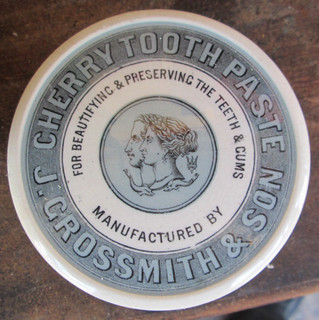 CHERRY TOOTH PASTE
FOR BEAUTIFYING & PRESERVING THE TEETH & GUMS
MANUFACTURED BY
J. GROSSMITH & SON